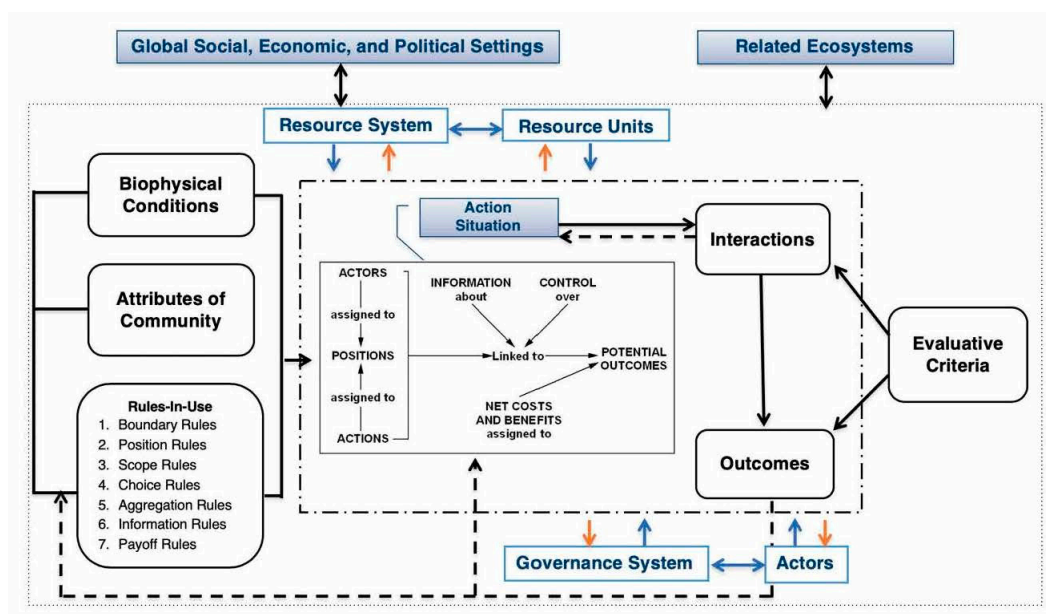 Global Social, Economic, and Political Settings
Related Ecosystems
Resource System
Resource Units
Biophysical
Conditions
Action
Situation
Interactions
ACTORS
INFORMATION
about
CONTROL
over
assigned to
Attributes of
Community
POSITIONS
Linked to
POTENTIAL
OUTCOMES
Evaluative
Criteria
assigned to
NET COSTS
AND BENEFITS
assigned to
ACTIONS
Rules-In-Use
1. Boundary Rules
2. Position Rules
3. Scope Rules
4. Choice Rules
5. Aggregation Rules
6. Information Rules
7. Payoff Rules
Outcomes
Governance System
Actors